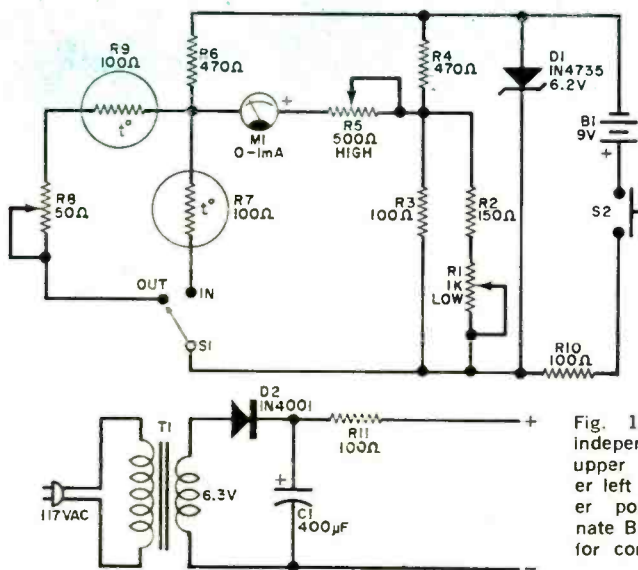 R9
100Ω
t°
R6
470Ω
R4
470Ω
D1
1N4735
6.2V
B1
9V
+
M1
0-1mA
+
R5
500Ω
HIGH
R8
50Ω
R7
100Ω
t°
R3
100Ω
R2
150Ω
R1
1K
LOW
S2
OUT
IN
S1
R10
100Ω
T1
117VAC
6.3V
D2
1N4001
R11
100Ω
+
+
C1
400µF
-
Fig. 1
indepen
upper
er left
er po
nate B
for con